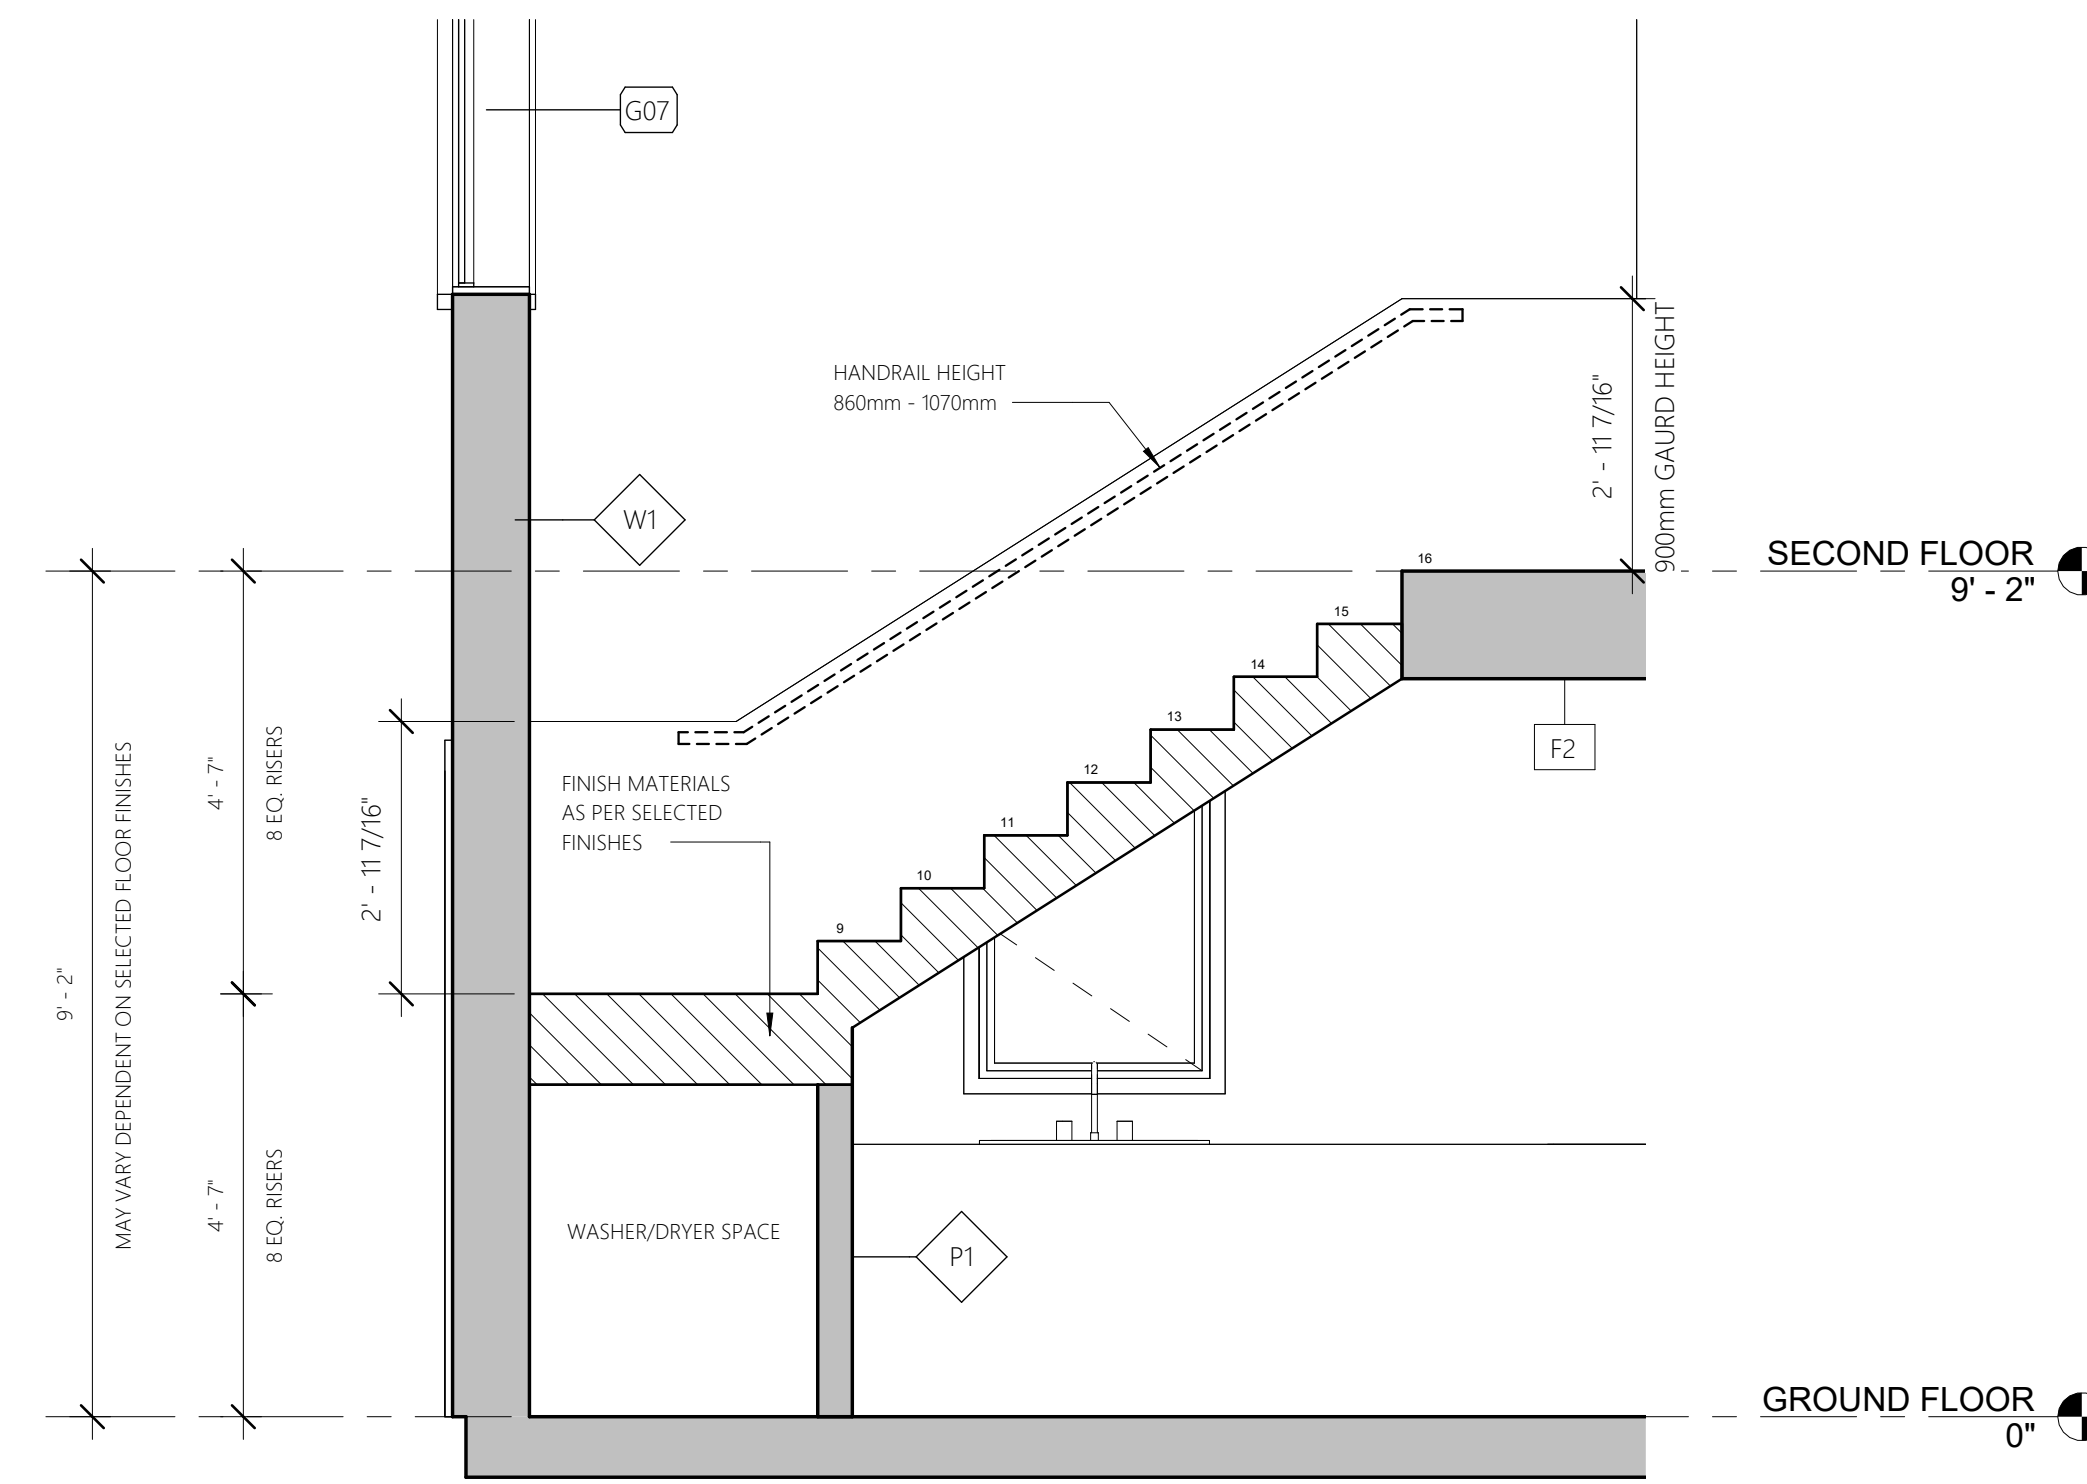 G07
HANDRAIL HEIGHT
860mm - 1070mm
2' - 11 7/16"
900mm GAURD HEIGHT
W1
SECOND FLOOR
9' - 2"
16
15
14
13
12
11
10
9
F2
FINISH MATERIALS
AS PER SELECTED
FINISHES
9' - 2"
MAY VARY DEPENDENT ON SELECTED FLOOR FINISHES
4' - 7"
8 EQ. RISERS
2' - 11 7/16"
4' - 7"
8 EQ. RISERS
WASHER/DRYER SPACE
P1
GROUND FLOOR
0"